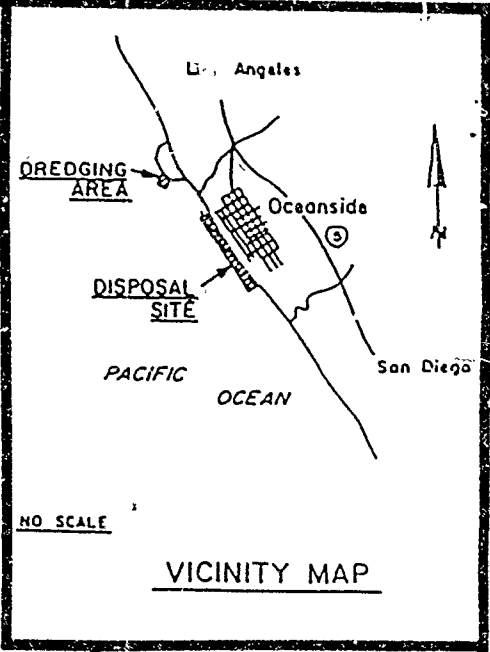 Angeles
DREDGING
AREA
Oceanside
5
DISPOSAL
SITE
San Diego
PACIFIC
OCEAN
N
NO SCALE
VICINITY MAP